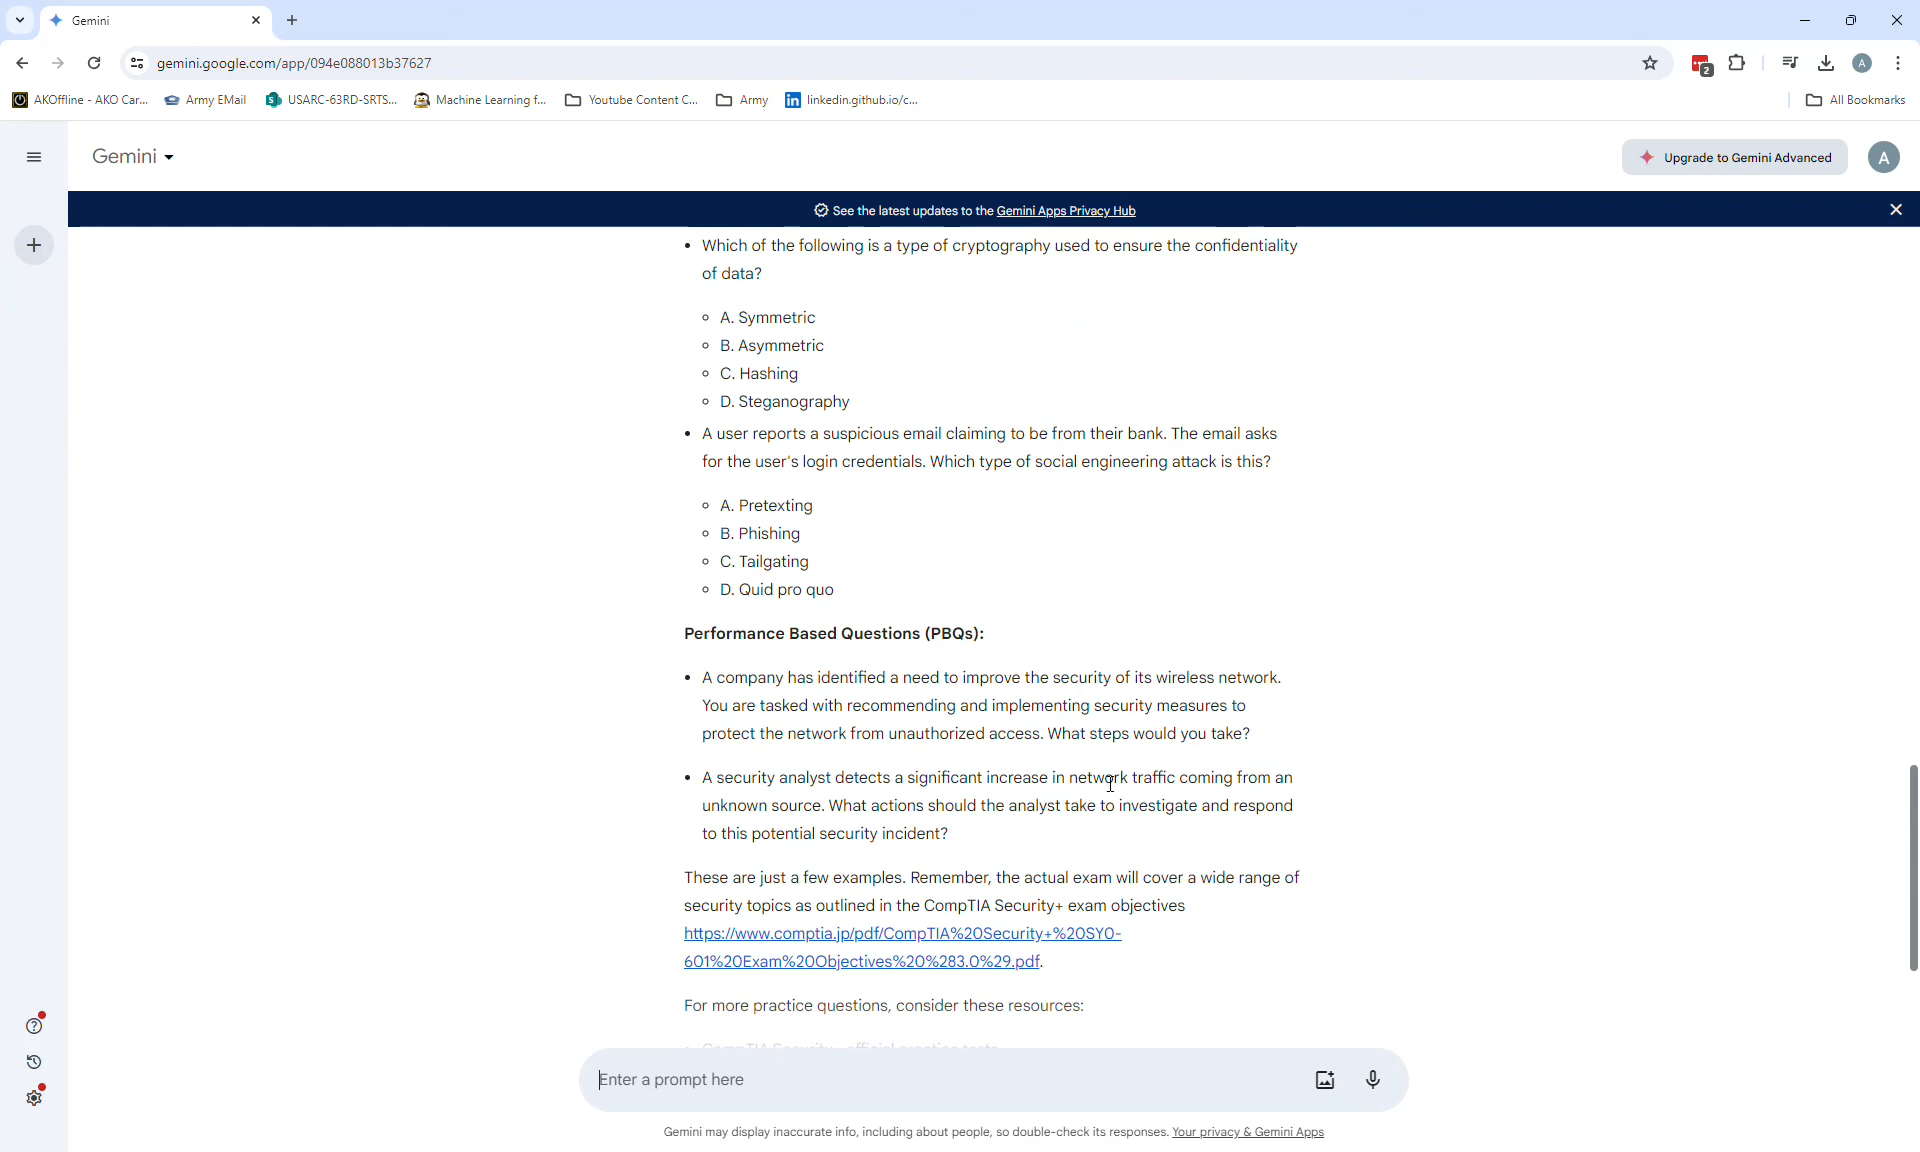 Gemini
gemini.google.com/app/094e088013b37627
2
A
AKOffline - AKO Car...
Army EMail
USARC-63RD-SRTS...
Machine Learning f...
Youtube Content C...
Army
linkedin.github.io/c...
All Bookmarks
Gemini
Upgrade to Gemini Advanced
A
See the latest updates to the Gemini Apps Privacy Hub
• Which of the following is a type of cryptography used to ensure the confidentiality
of data?
A. Symmetric
B. Asymmetric
C. Hashing
D. Steganography
• A user reports a suspicious email claiming to be from their bank. The email asks
for the user's login credentials. Which type of social engineering attack is this?
A. Pretexting
B. Phishing
C. Tailgating
D. Quid pro quo
Performance Based Questions (PBQs):
• A company has identified a need to improve the security of its wireless network.
You are tasked with recommending and implementing security measures to
protect the network from unauthorized access. What steps would you take?
• A security analyst detects a significant increase in network traffic coming from an
unknown source. What actions should the analyst take to investigate and respond
to this potential security incident?
These are just a few examples. Remember, the actual exam will cover a wide range of
security topics as outlined in the CompTIA Security+ exam objectives
https://www.comptia.jp/pdf/CompTIA%20Security+%20SY0-
601%20Exam%20Objectives%20%283.0%29.pdf.
For more practice questions, consider these resources:
CompTIA Security+ official practice tests
Enter a prompt here
Gemini may display inaccurate info, including about people, so double-check its responses. Your privacy & Gemini Apps